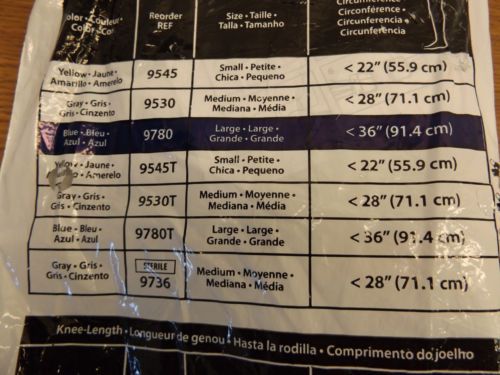 Color • Couleur •
Color • Cor
Reorder
REF
Size • Taille •
Talla • Tamanho
Circumference •
Circonférence •
Circunferencia •
Circunferência
Yellow • Jaune •
Amarillo • Amarelo
9545
Small • Petite •
Chica • Pequeno
< 22" (55.9 cm)
Gray • Gris •
Gris • Cinzento
9530
Medium • Moyenne •
Mediana • Média
< 28" (71.1 cm)
Blue • Bleu •
Azul • Azul
9780
Large • Large •
Grande • Grande
< 36" (91.4 cm)
Yellow • Jaune •
Amarillo • Amarelo
9545T
Small • Petite •
Chica • Pequeno
< 22" (55.9 cm)
Gray • Gris •
Gris • Cinzento
9530T
Medium • Moyenne •
Mediana • Média
< 28" (71.1 cm)
Blue • Bleu •
Azul • Azul
9780T
Large • Large •
Grande • Grande
< 36" (91.4 cm)
Gray • Gris •
Gris • Cinzento
STERILE
9736
Medium • Moyenne •
Mediana • Média
< 28" (71.1 cm)
Knee-Length • Longueur de genou • Hasta la rodilla • Comprimento do joelho